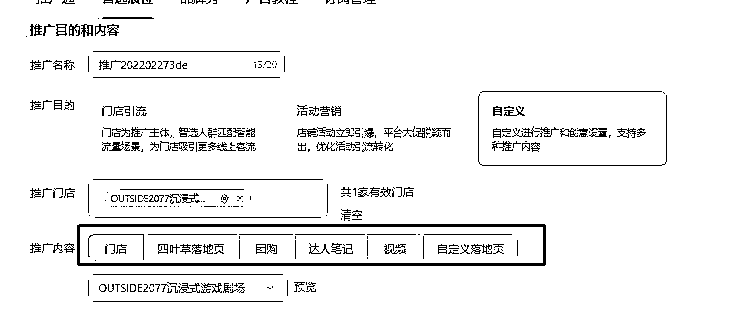 推广目的和内容
推广名称 推广202202273de 15/20
推广目的 门店引流 活动营销 自定义
门店为推广主体，智选人群匹配智能 店铺活动立即引爆，平台大促脱颖而 自定义进行推广和创意设置，支持多
流量场景，为门店吸引更多线上客流 出，优化活动引流转化 种推广内容
推广门店 OUTSIDE2077沉浸式... 共1家有效门店
清空
推广内容 门店 四叶草落地页 团购 达人笔记 视频 自定义落地页
OUTSIDE2077沉浸式游戏剧场 预览